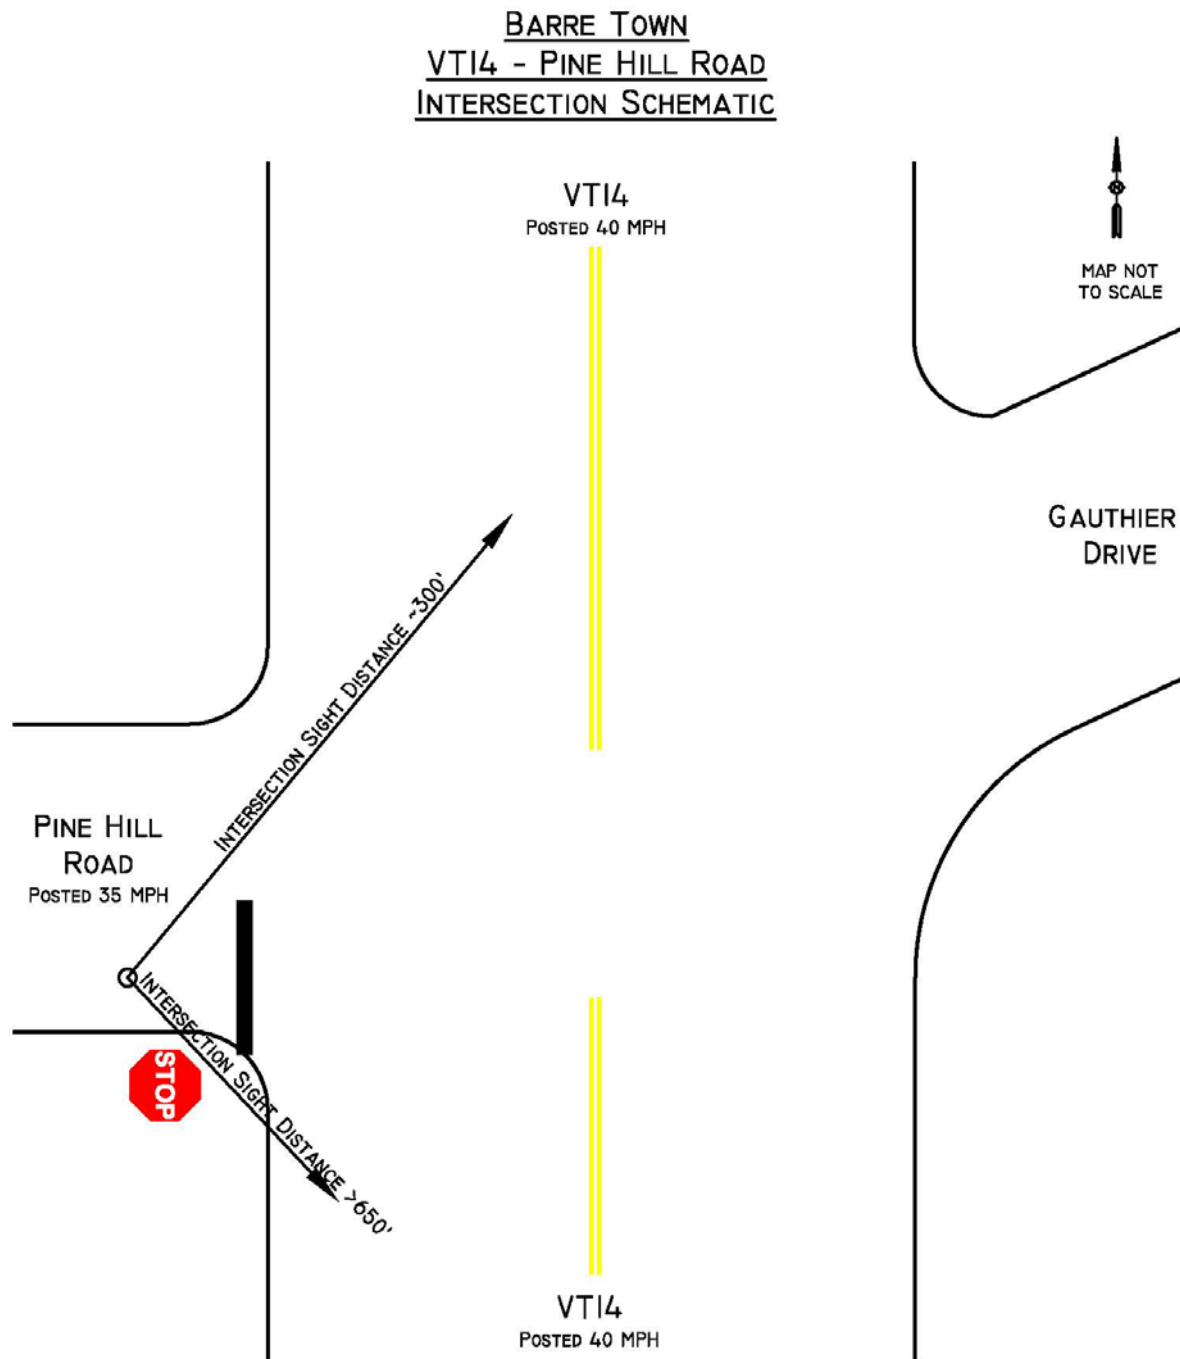 BARRE TOWN
VT14 - PINE HILL ROAD
INTERSECTION SCHEMATIC
VT14
POSTED 40 MPH
N
MAP NOT
TO SCALE
GAUTHIER
DRIVE
INTERSECTION SIGHT DISTANCE ~300'
PINE HILL
ROAD
POSTED 35 MPH
INTERSECTION SIGHT DISTANCE >650'
STOP
VT14
POSTED 40 MPH